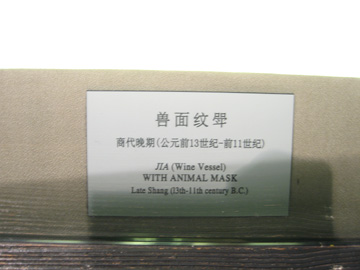 兽面纹斝
商代晚期(公元前13世纪-前11世纪)
JIA (Wine Vessel)
WITH ANIMAL MASK
Late Shang (13th-11th century B.C.)